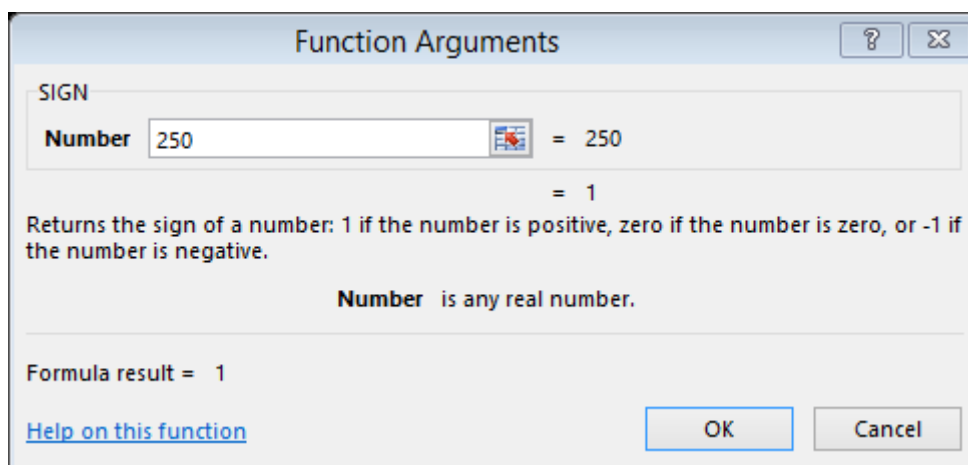 Function Arguments
SIGN
Number 250 = 250
= 1
Returns the sign of a number: 1 if the number is positive, zero if the number is zero, or -1 if
the number is negative.
Number is any real number.
Formula result = 1
Help on this function
OK Cancel